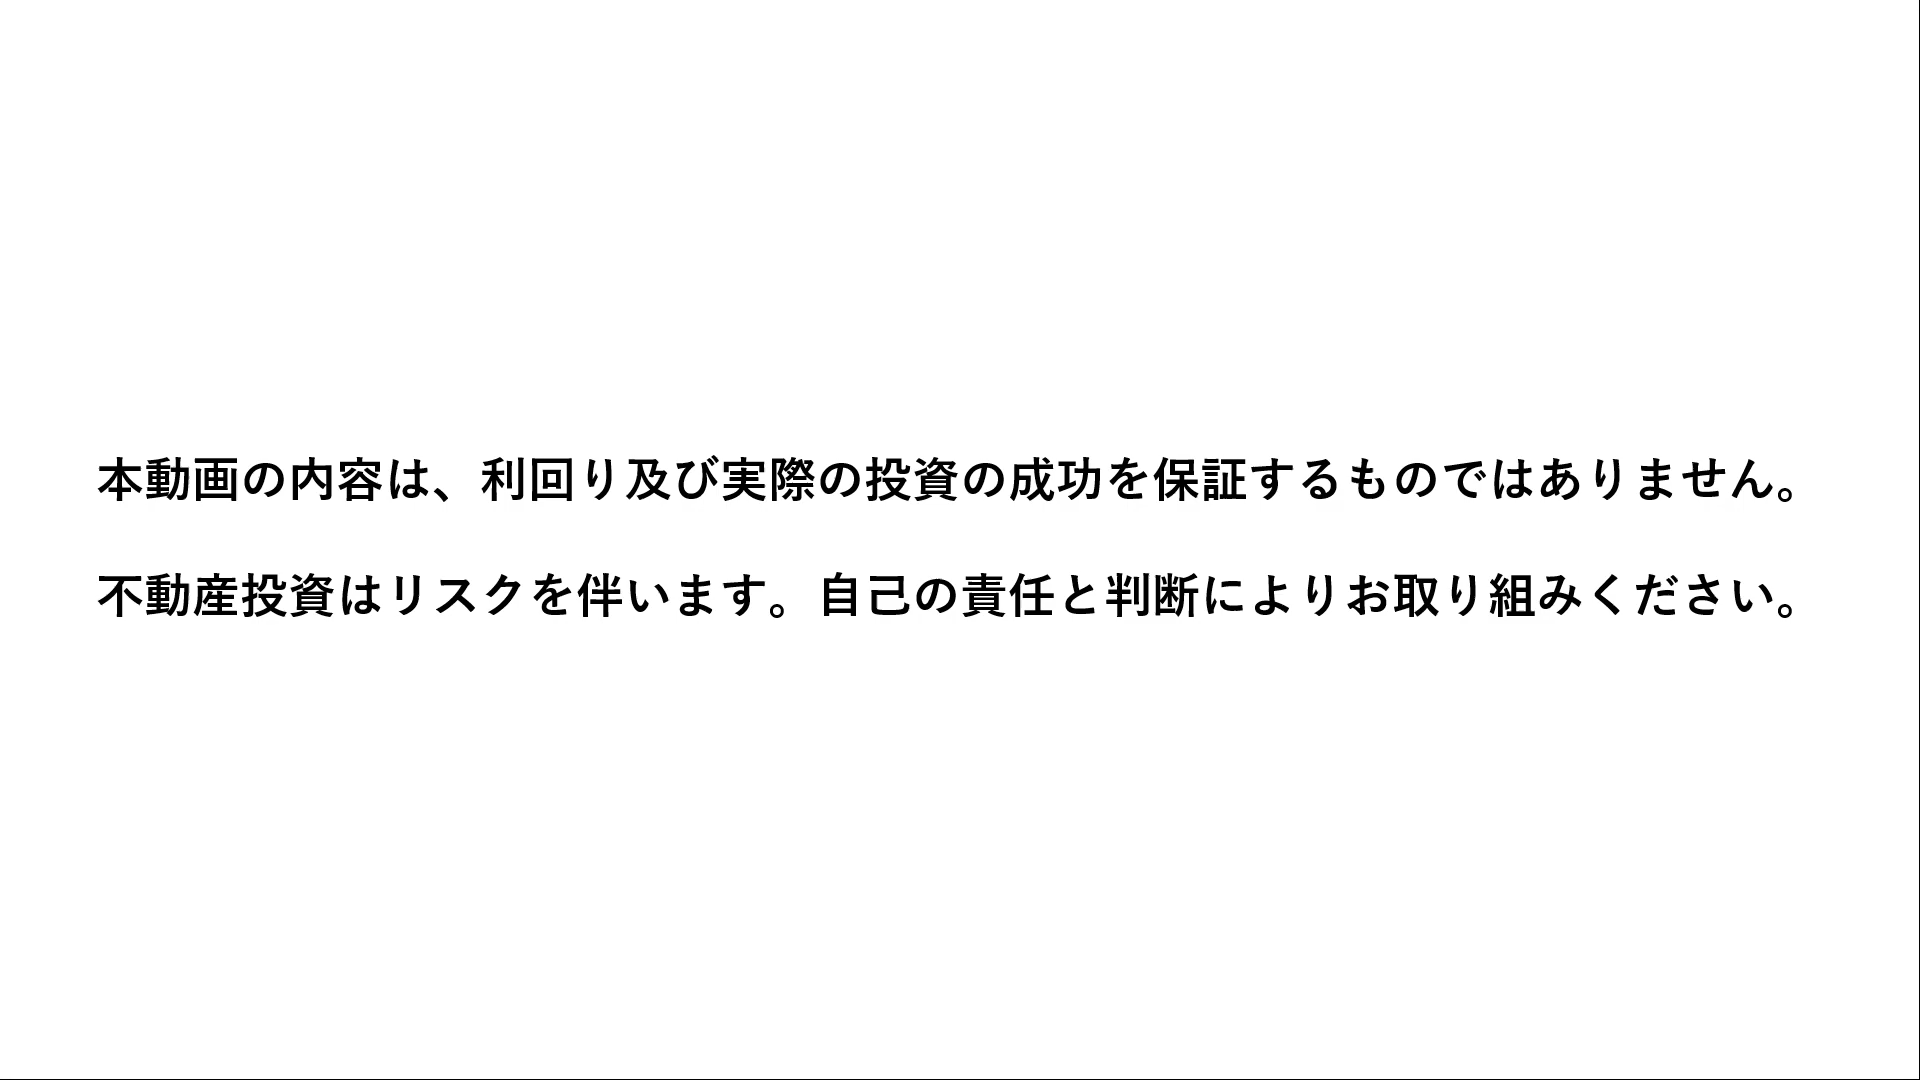 本動画の内容は、利回り及び実際の投資の成功を保証するものではありません。
不動産投資はリスクを伴います。自己の責任と判断によりお取り組みください。